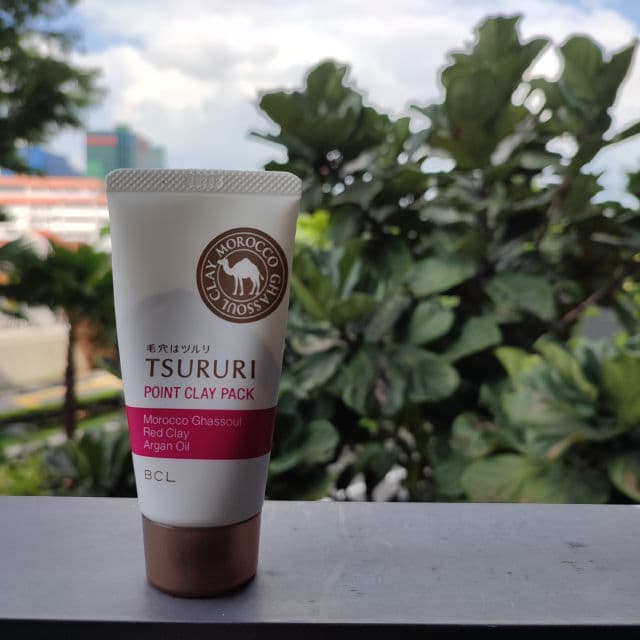 MOROCCO GHASSOUL CLAY
毛穴はツルリ
TSURURI
POINT CLAY PACK
Morocco Ghassoul
Red Clay
Argan Oil
BCL